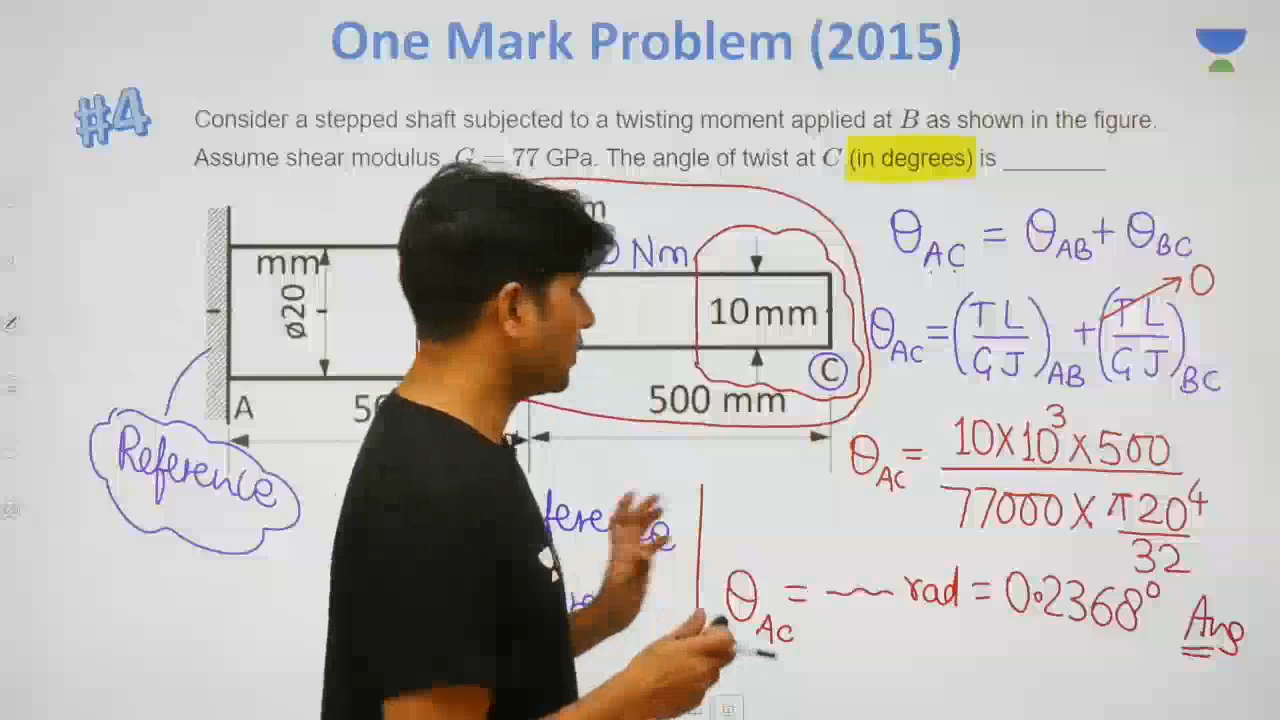 One Mark Problem (2015)
#4
Consider a stepped shaft subjected to a twisting moment applied at B as shown in the figure.
Assume shear modulus G = 77 GPa. The angle of twist at C (in degrees) is
Nm
mm
ø20
10 mm
C
A
500 mm
Reference
θAC = θAB + θBC
θAC = (TL/GJ)AB + (TL/GJ)BC → 0
θAC = 10×10³×500 / 77000 × π20⁴/32
θAC = rad = 0.2368° Ans